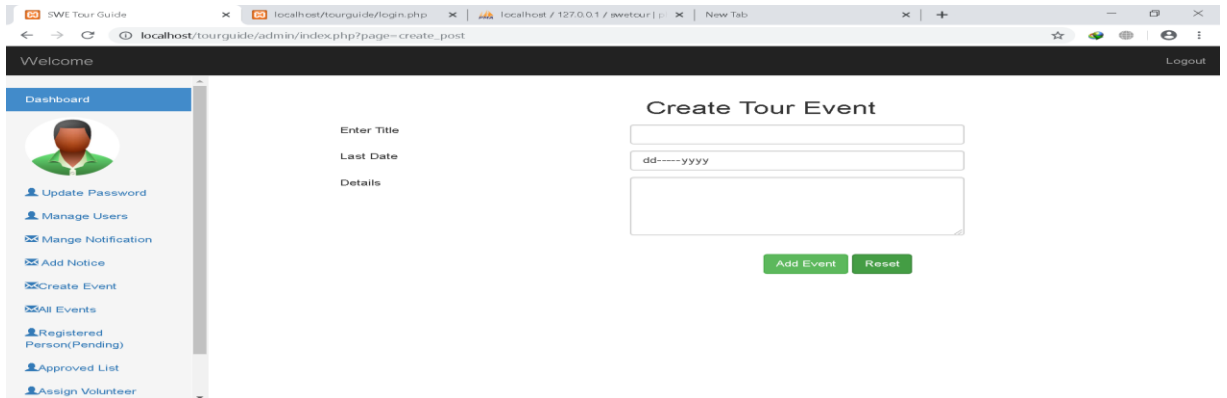 SWE Tour Guide
localhost/tourguide/login.php
localhost / 127.0.0.1 / swetour | p
New Tab
localhost/tourguide/admin/index.php?page=create_post
Welcome
Logout
Dashboard
Update Password
Manage Users
Mange Notification
Add Notice
Create Event
All Events
Registered
Person(Pending)
Approved List
Assign Volunteer
Create Tour Event
Enter Title
Last Date
dd-----yyyy
Details
Add Event
Reset